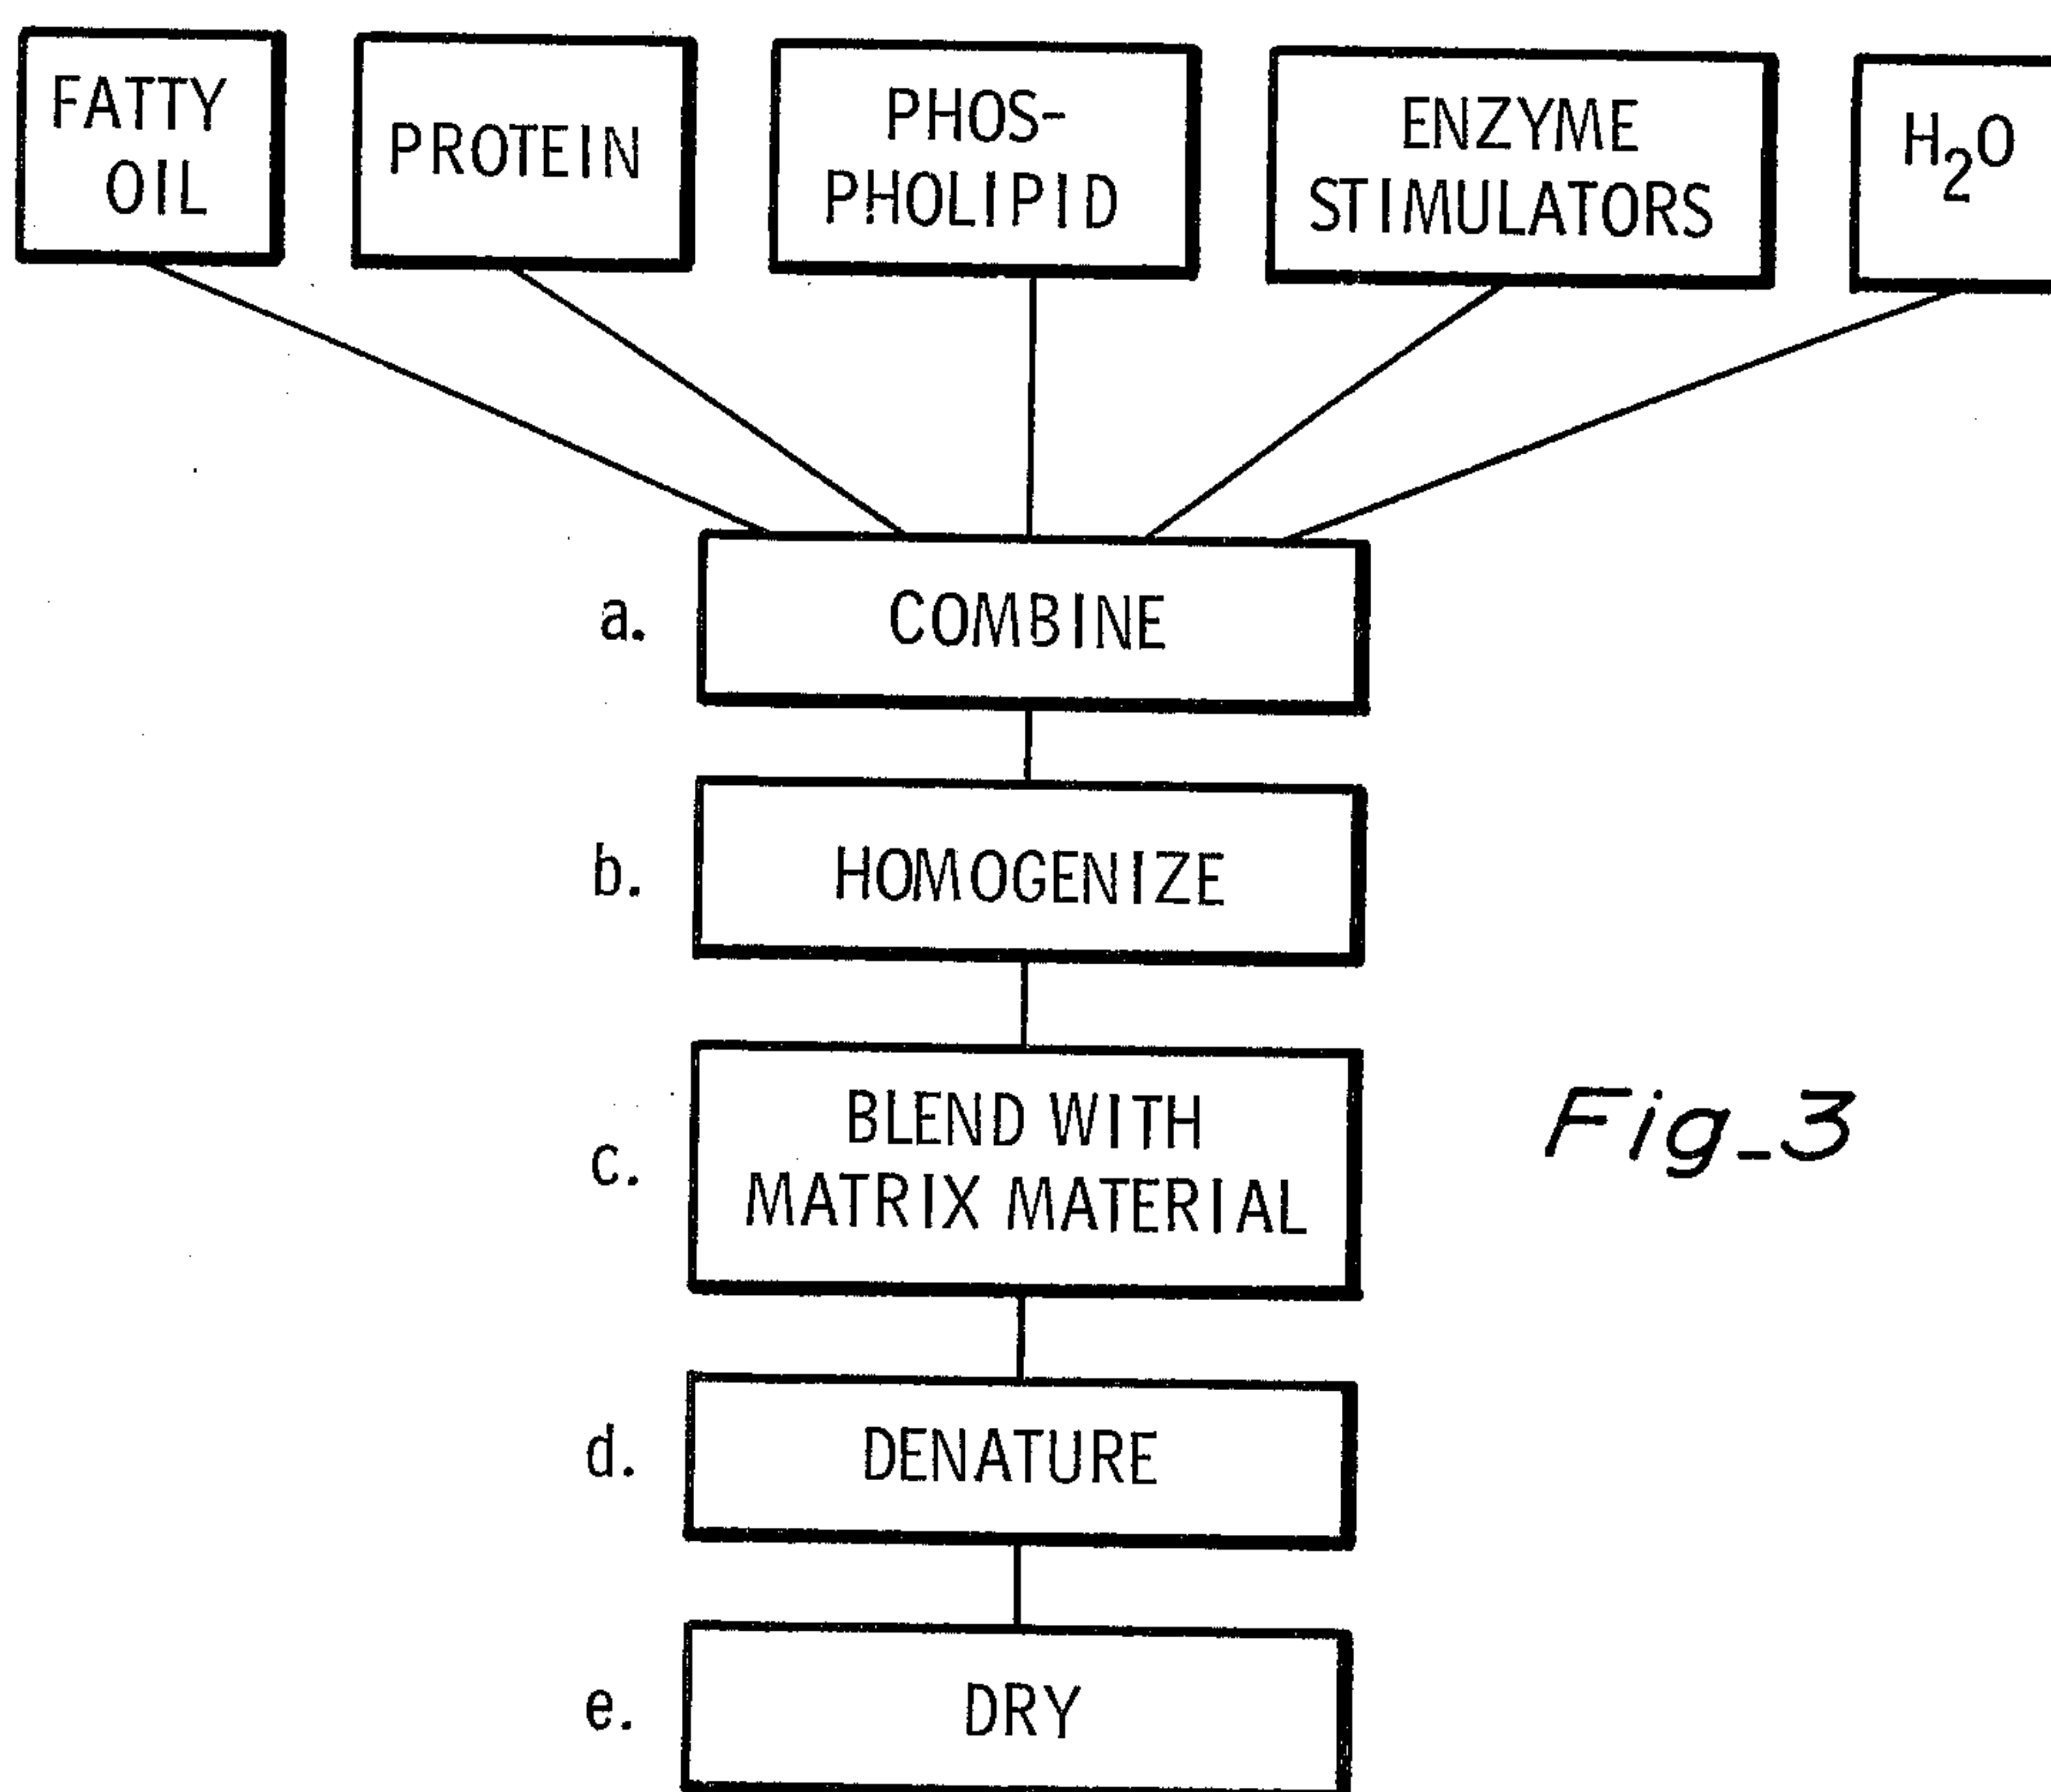 FATTY
OIL
PROTEIN
PHOS-
PHOLIPID
ENZYME
STIMULATORS
H₂O
a. COMBINE
b. HOMOGENIZE
c. BLEND WITH
MATRIX MATERIAL
Fig_3
d. DENATURE
e. DRY